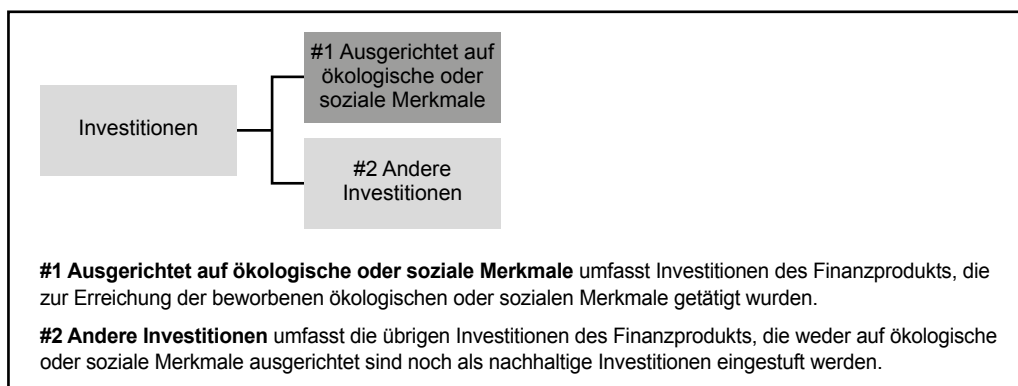 #1 Ausgerichtet auf
ökologische oder
soziale Merkmale
Investitionen
#2 Andere
Investitionen
#1 Ausgerichtet auf ökologische oder soziale Merkmale umfasst Investitionen des Finanzprodukts, die
zur Erreichung der beworbenen ökologischen oder sozialen Merkmale getätigt wurden.
#2 Andere Investitionen umfasst die übrigen Investitionen des Finanzprodukts, die weder auf ökologische
oder soziale Merkmale ausgerichtet sind noch als nachhaltige Investitionen eingestuft werden.